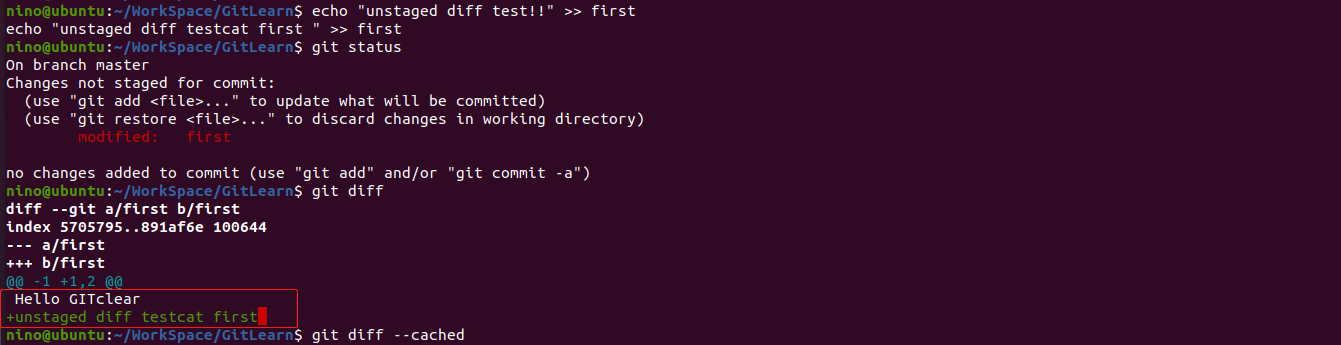 nino@ubuntu:~/WorkSpace/GitLearn$ echo "unstaged diff test!!" >> first
echo "unstaged diff testcat first " >> first
nino@ubuntu:~/WorkSpace/GitLearn$ git status
On branch master
Changes not staged for commit:
  (use "git add <file>..." to update what will be committed)
  (use "git restore <file>..." to discard changes in working directory)
        modified:   first

no changes added to commit (use "git add" and/or "git commit -a")
nino@ubuntu:~/WorkSpace/GitLearn$ git diff
diff --git a/first b/first
index 5705795..891af6e 100644
--- a/first
+++ b/first
@@ -1 +1,2 @@
 Hello GITclear
+unstaged diff testcat first
nino@ubuntu:~/WorkSpace/GitLearn$ git diff --cached